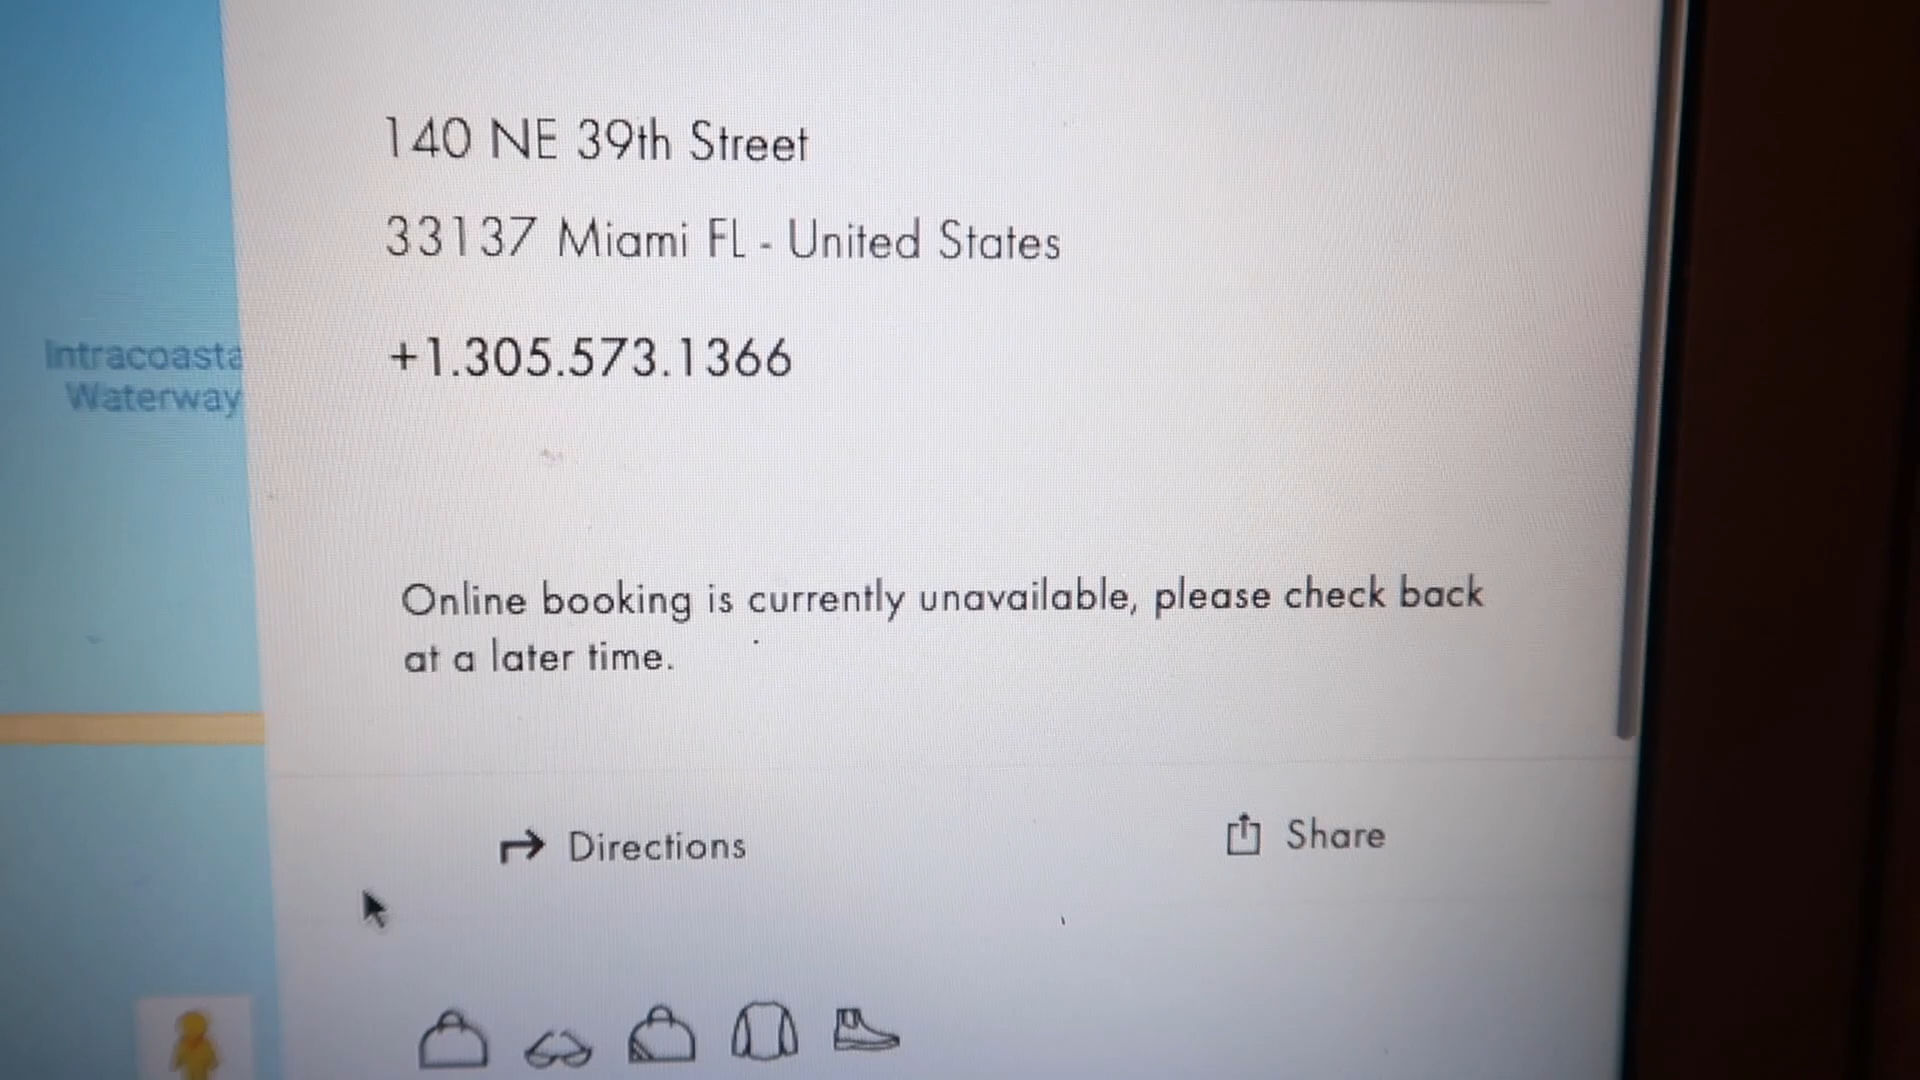 140 NE 39th Street
33137 Miami FL - United States
+1.305.573.1366
Intracoasta
Waterway
Online booking is currently unavailable, please check back
at a later time.
Directions
Share